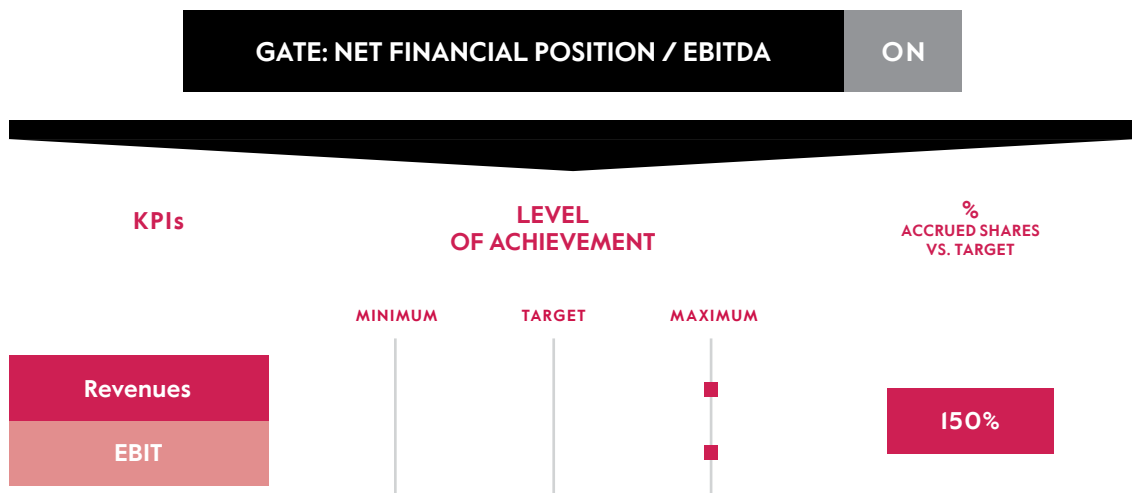 GATE: NET FINANCIAL POSITION / EBITDA
ON
KPIs
LEVEL
OF ACHIEVEMENT
%
ACCRUED SHARES
VS. TARGET
MINIMUM
TARGET
MAXIMUM
Revenues
EBIT
150%